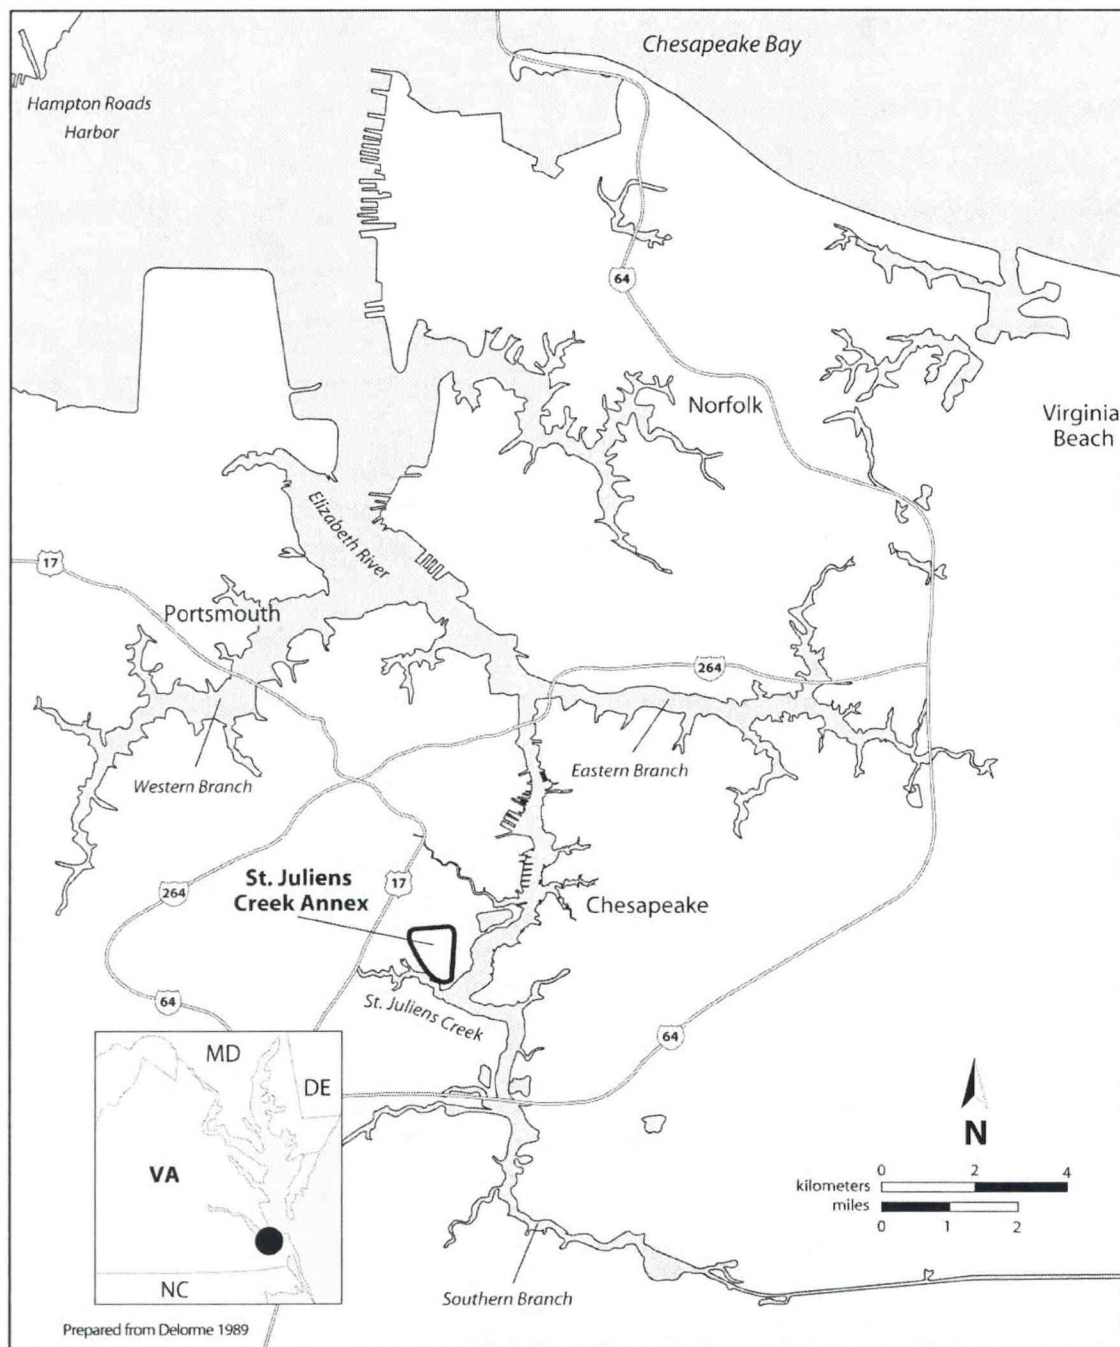 Chesapeake Bay
Hampton Roads
Harbor
64
Norfolk
Virginia
Beach
Elizabeth River
17
Portsmouth
264
Western Branch
Eastern Branch
264
St. Juliens
Creek Annex
17
Chesapeake
64
St. Juliens Creek
64
MD
DE
VA
NC
N
0 2 4
kilometers
miles
0 1 2
Southern Branch
Prepared from Delorme 1989